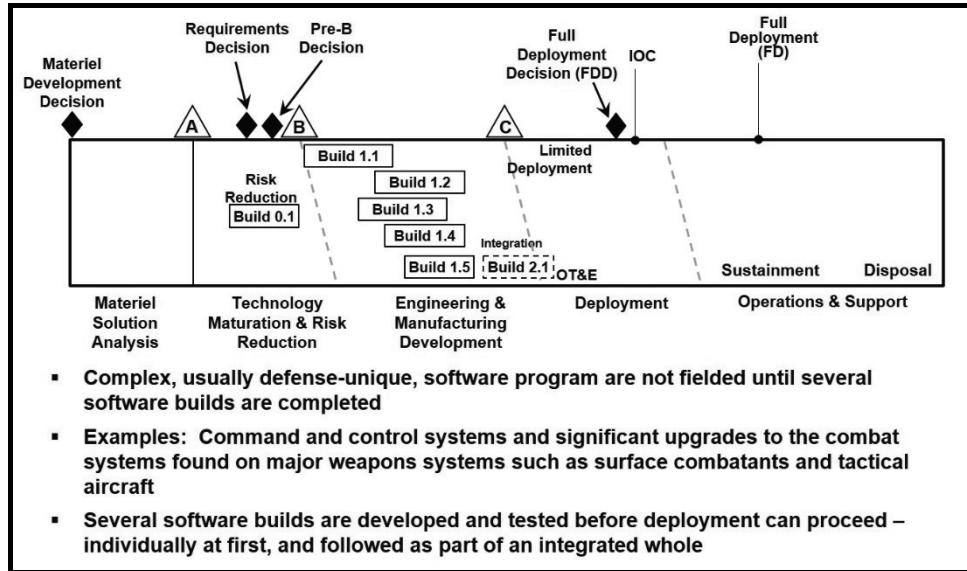 Materiel
Development
Decision
Requirements
Decision
Pre-B
Decision
Full
Deployment
Decision (FDD)
IOC
Full
Deployment
(FD)
A
B
C
Build 1.1
Limited
Deployment
Risk
Reduction
Build 0.1
Build 1.2
Build 1.3
Build 1.4
Integration
Build 1.5
Build 2.1
OT&E
Sustainment
Disposal
Materiel
Solution
Analysis
Technology
Maturation & Risk
Reduction
Engineering &
Manufacturing
Development
Deployment
Operations & Support
▪ Complex, usually defense-unique, software program are not fielded until several
software builds are completed
▪ Examples: Command and control systems and significant upgrades to the combat
systems found on major weapons systems such as surface combatants and tactical
aircraft
▪ Several software builds are developed and tested before deployment can proceed –
individually at first, and followed as part of an integrated whole